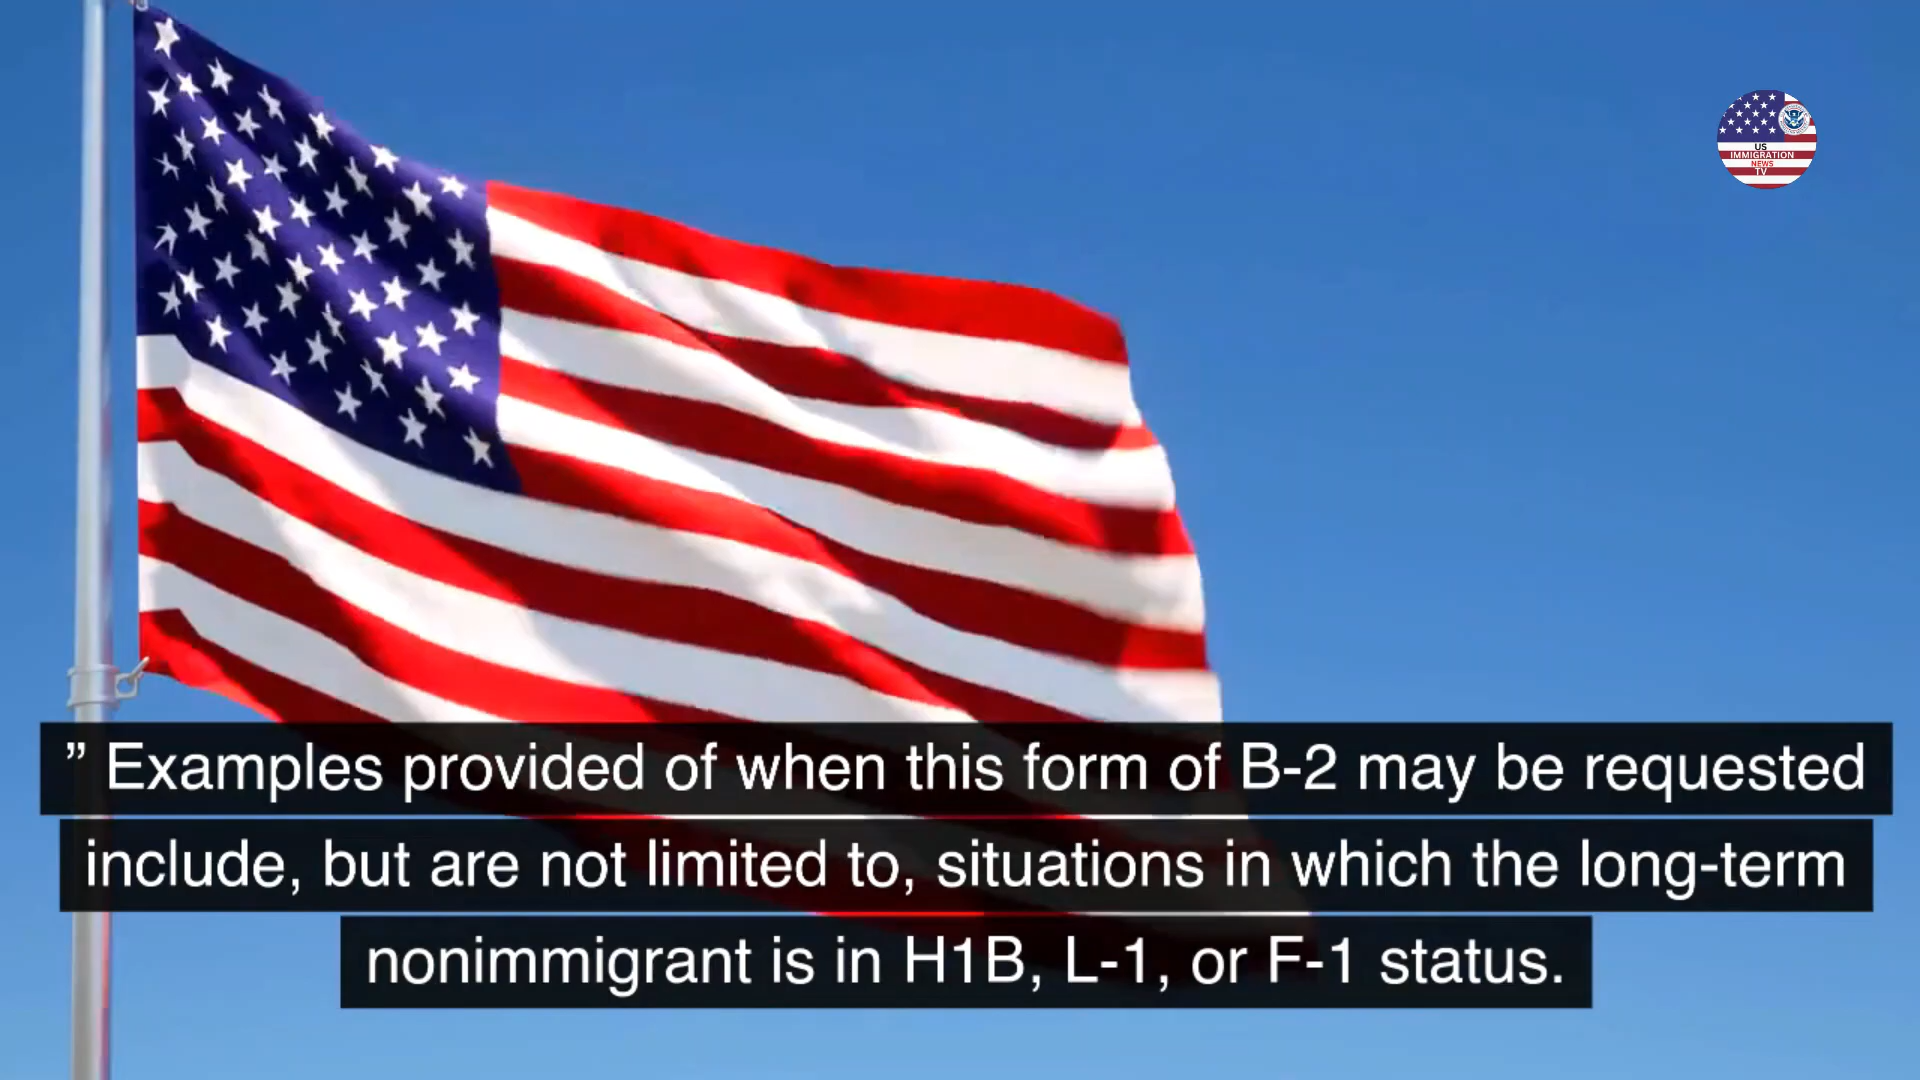 US
IMMIGRATION
NEWS
TV
” Examples provided of when this form of B-2 may be requested
include, but are not limited to, situations in which the long-term
nonimmigrant is in H1B, L-1, or F-1 status.